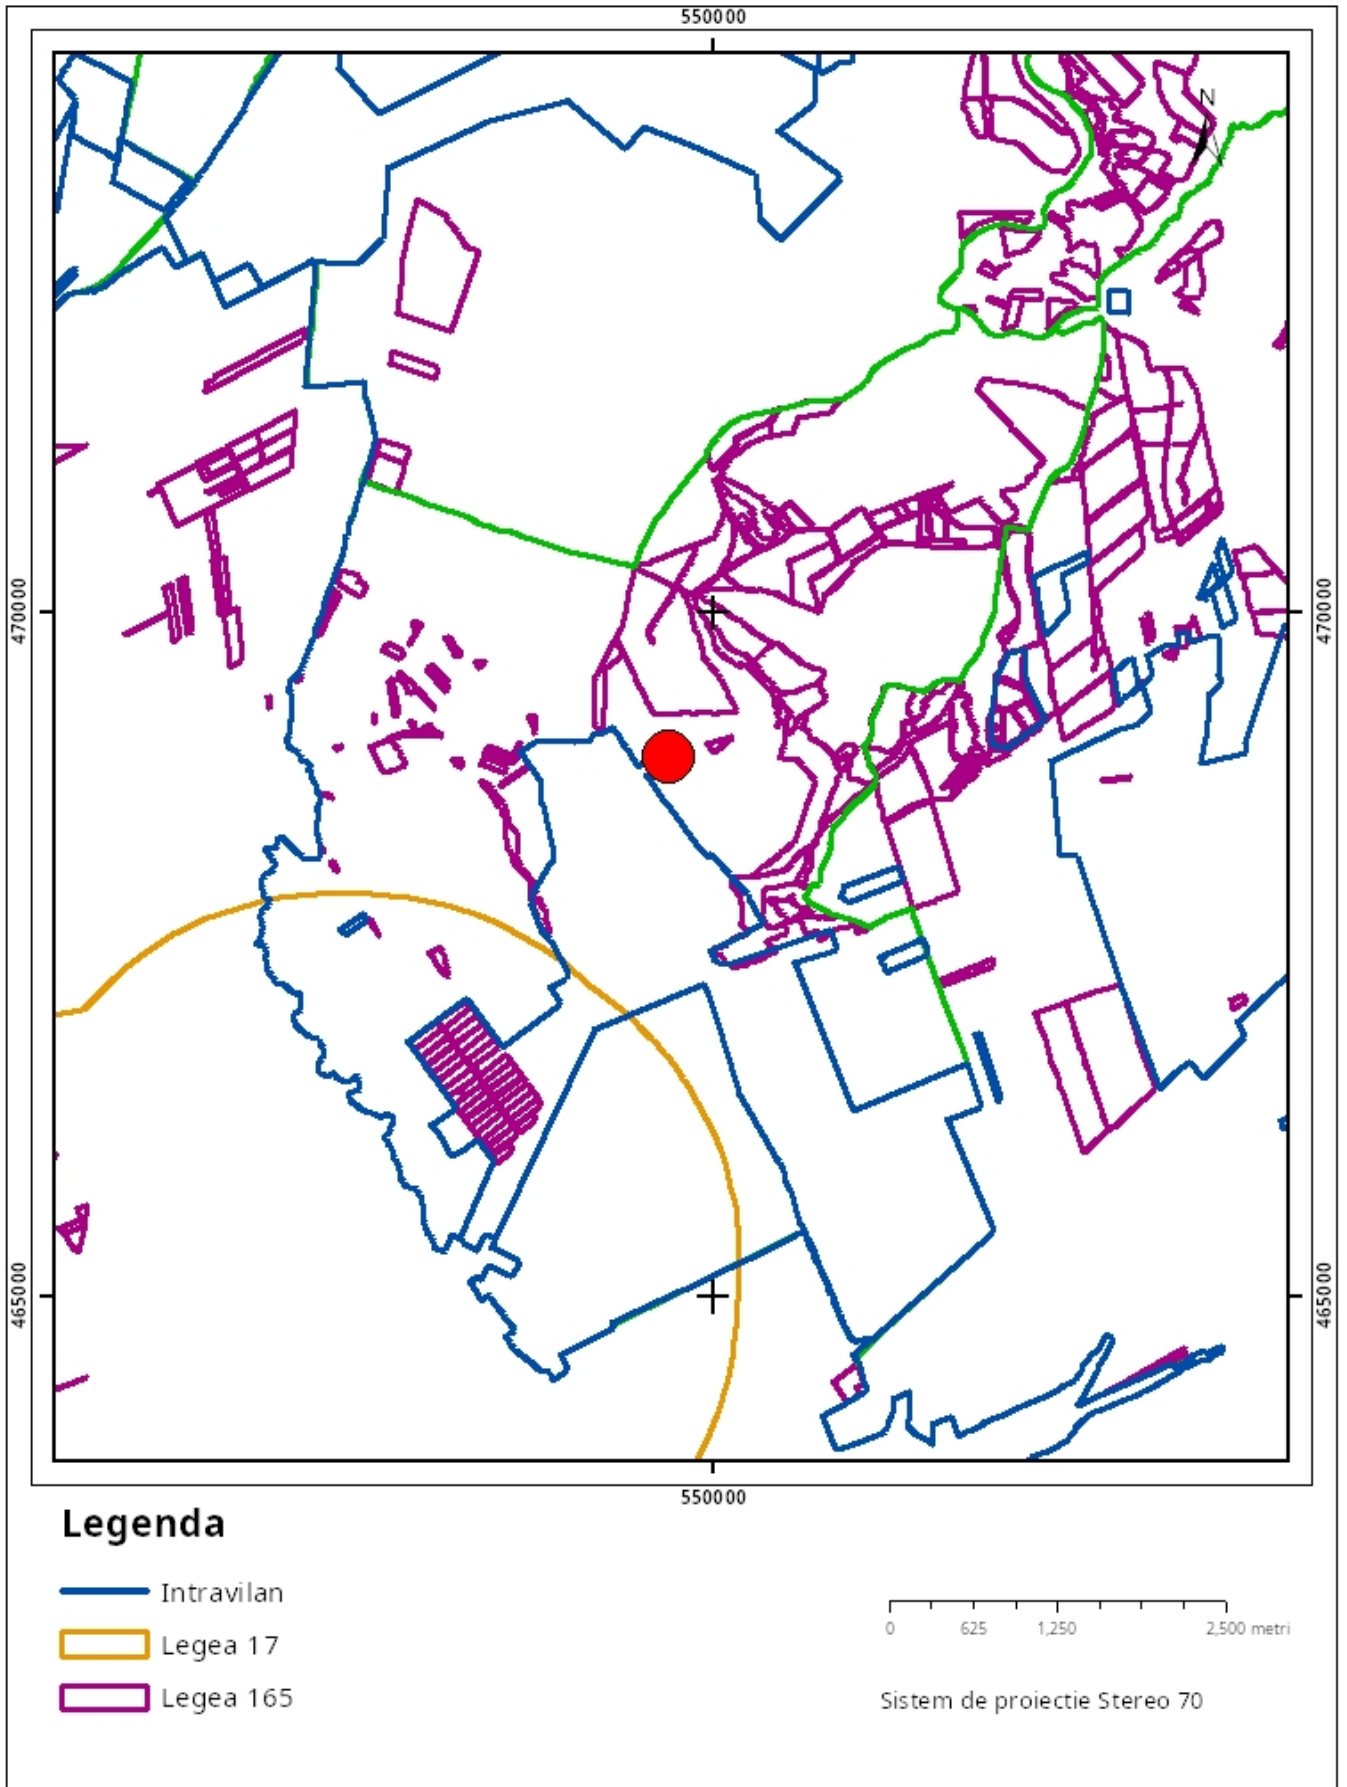 550000
N
470000
470000
465000
465000
550000
Legenda
Intravilan
Legea 17
Legea 165
0 625 1,250 2,500 metri
Sistem de proiectie Stereo 70